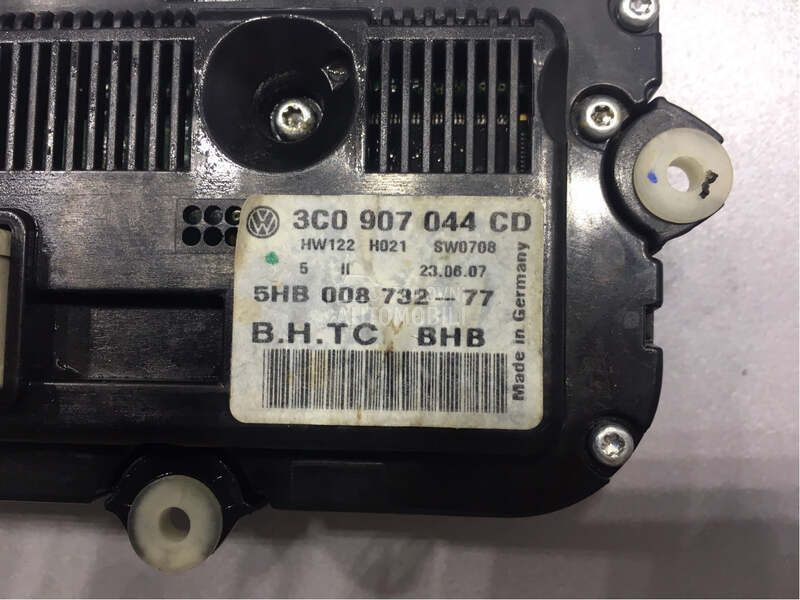 3C0 907 044 CD
HW122 H021 SW0708
5 II 23.06.07
5HB 008 732-77
B.H.TC BHB
Made in Germany
AUTOMOBILI